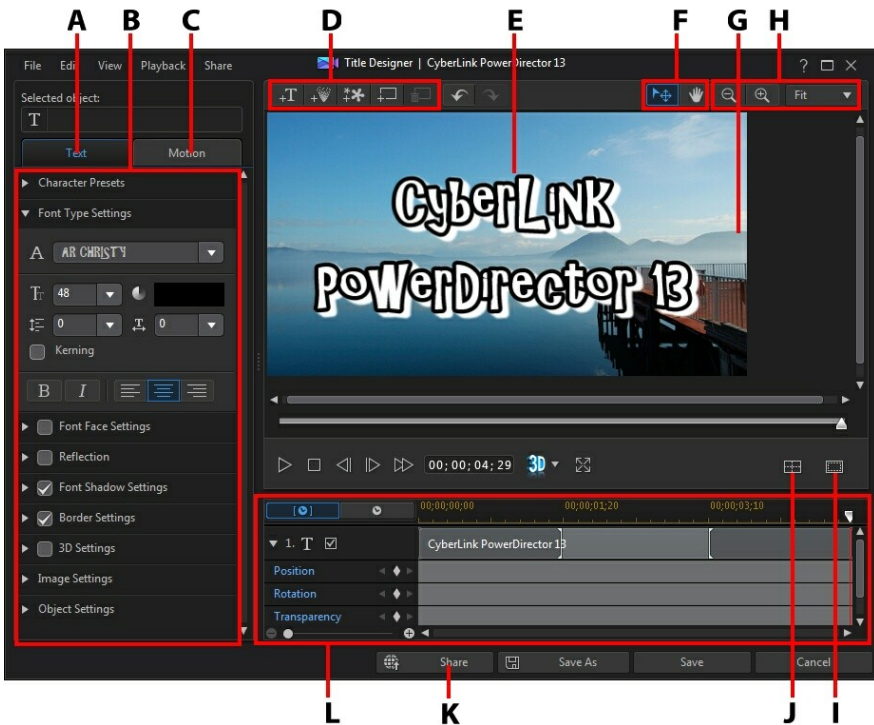 A B C D E F G H
File Edit View Playback Share Title Designer | CyberLink PowerDirector 13 ?
Selected object:
T
T Fit
Text Motion
Character Presets
Font Type Settings
A AR CHRISTY
48
0 0
Kerning
B I
Font Face Settings
Reflection
Font Shadow Settings
Border Settings
3D Settings
Image Settings
Object Settings
CyberLink
PowerDirector 13
00;00;04;29 3D
00;00;00;00 00;00;01;20 00;00;03;10
1. T CyberLink PowerDirector 13
Position
Rotation
Transparency
Share Save As Save Cancel
L K J I